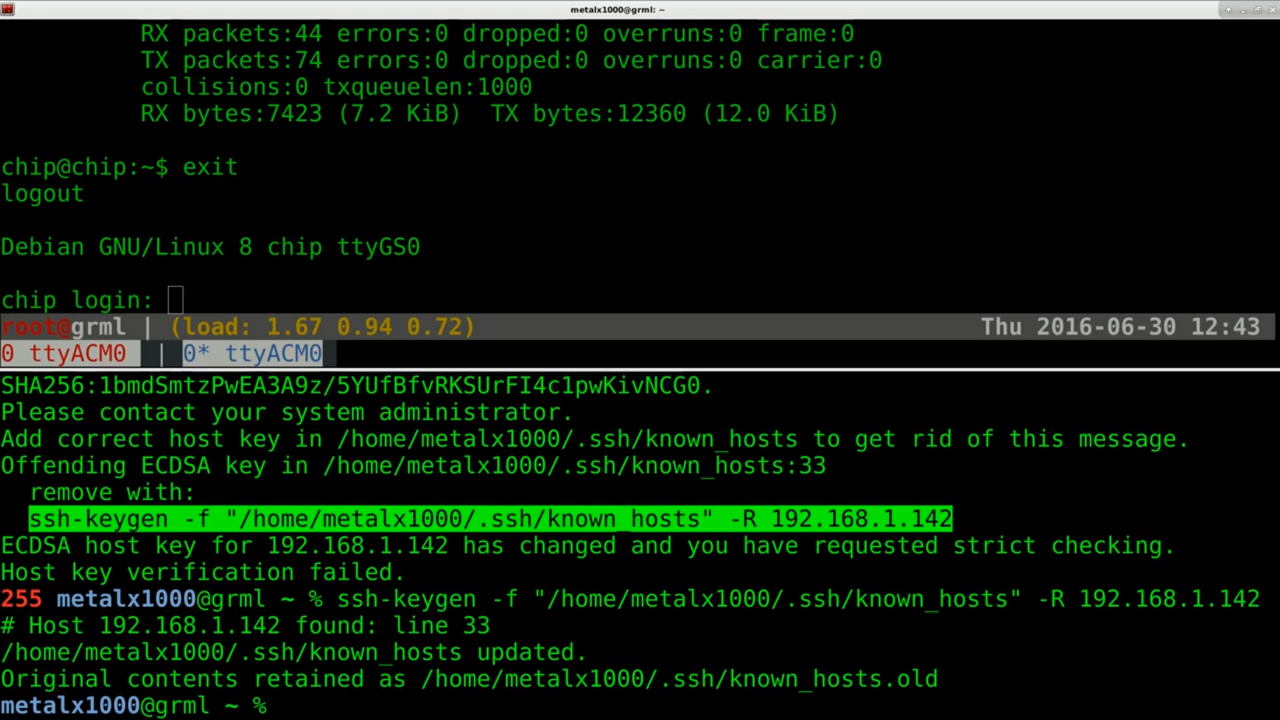 metalx1000@grml: ~
RX packets:44 errors:0 dropped:0 overruns:0 frame:0
TX packets:74 errors:0 dropped:0 overruns:0 carrier:0
collisions:0 txqueuelen:1000
RX bytes:7423 (7.2 KiB)  TX bytes:12360 (12.0 KiB)
chip@chip:~$ exit
logout
Debian GNU/Linux 8 chip ttyGS0
chip login:
root@grml | (load: 1.67 0.94 0.72) Thu 2016-06-30 12:43
0 ttyACM0 | 0* ttyACM0
SHA256:1bmdSmtzPwEA3A9z/5YUfBfvRKSUrFI4c1pwKivNCG0.
Please contact your system administrator.
Add correct host key in /home/metalx1000/.ssh/known_hosts to get rid of this message.
Offending ECDSA key in /home/metalx1000/.ssh/known_hosts:33
remove with:
ssh-keygen -f "/home/metalx1000/.ssh/known_hosts" -R 192.168.1.142
ECDSA host key for 192.168.1.142 has changed and you have requested strict checking.
Host key verification failed.
255 metalx1000@grml ~ % ssh-keygen -f "/home/metalx1000/.ssh/known_hosts" -R 192.168.1.142
# Host 192.168.1.142 found: line 33
/home/metalx1000/.ssh/known_hosts updated.
Original contents retained as /home/metalx1000/.ssh/known_hosts.old
metalx1000@grml ~ %